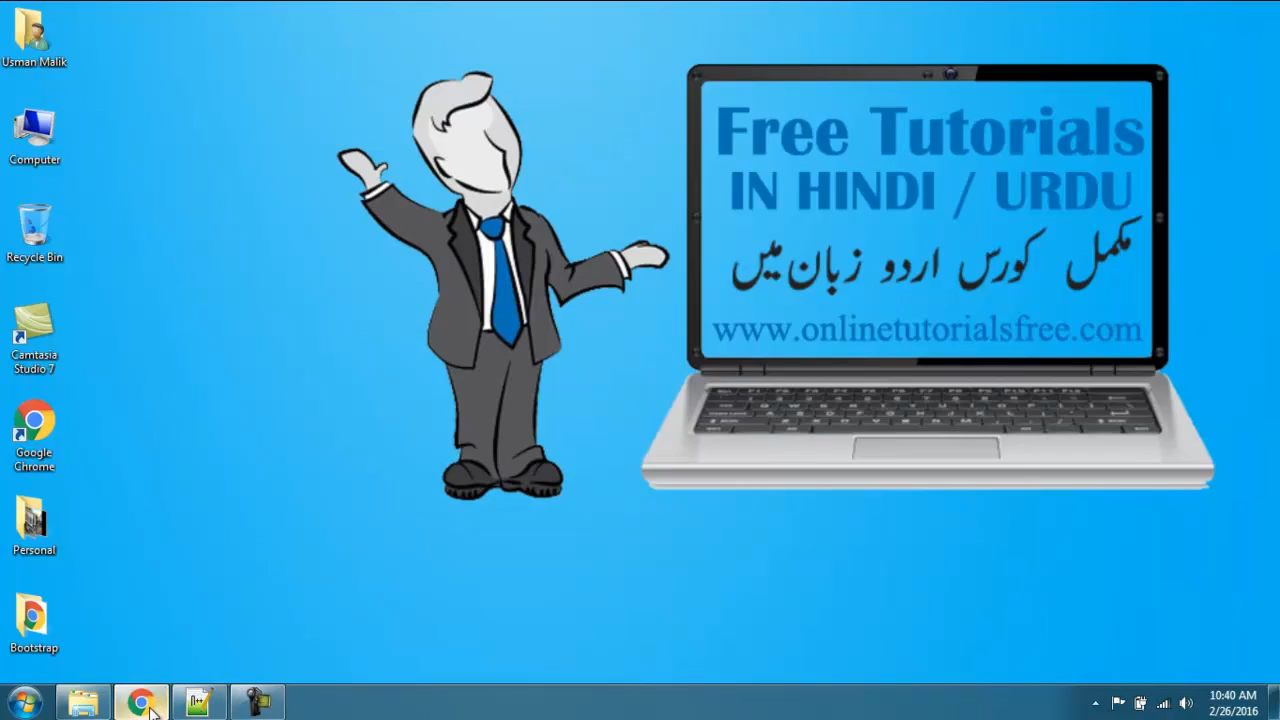 Usman Malik
Computer
Recycle Bin
Camtasia
Studio 7
Google
Chrome
Personal
Bootstrap
Free Tutorials
IN HINDI / URDU
مکمل کورس اردو زبان میں
www.onlinetutorialsfree.com
10:40 AM
2/26/2016